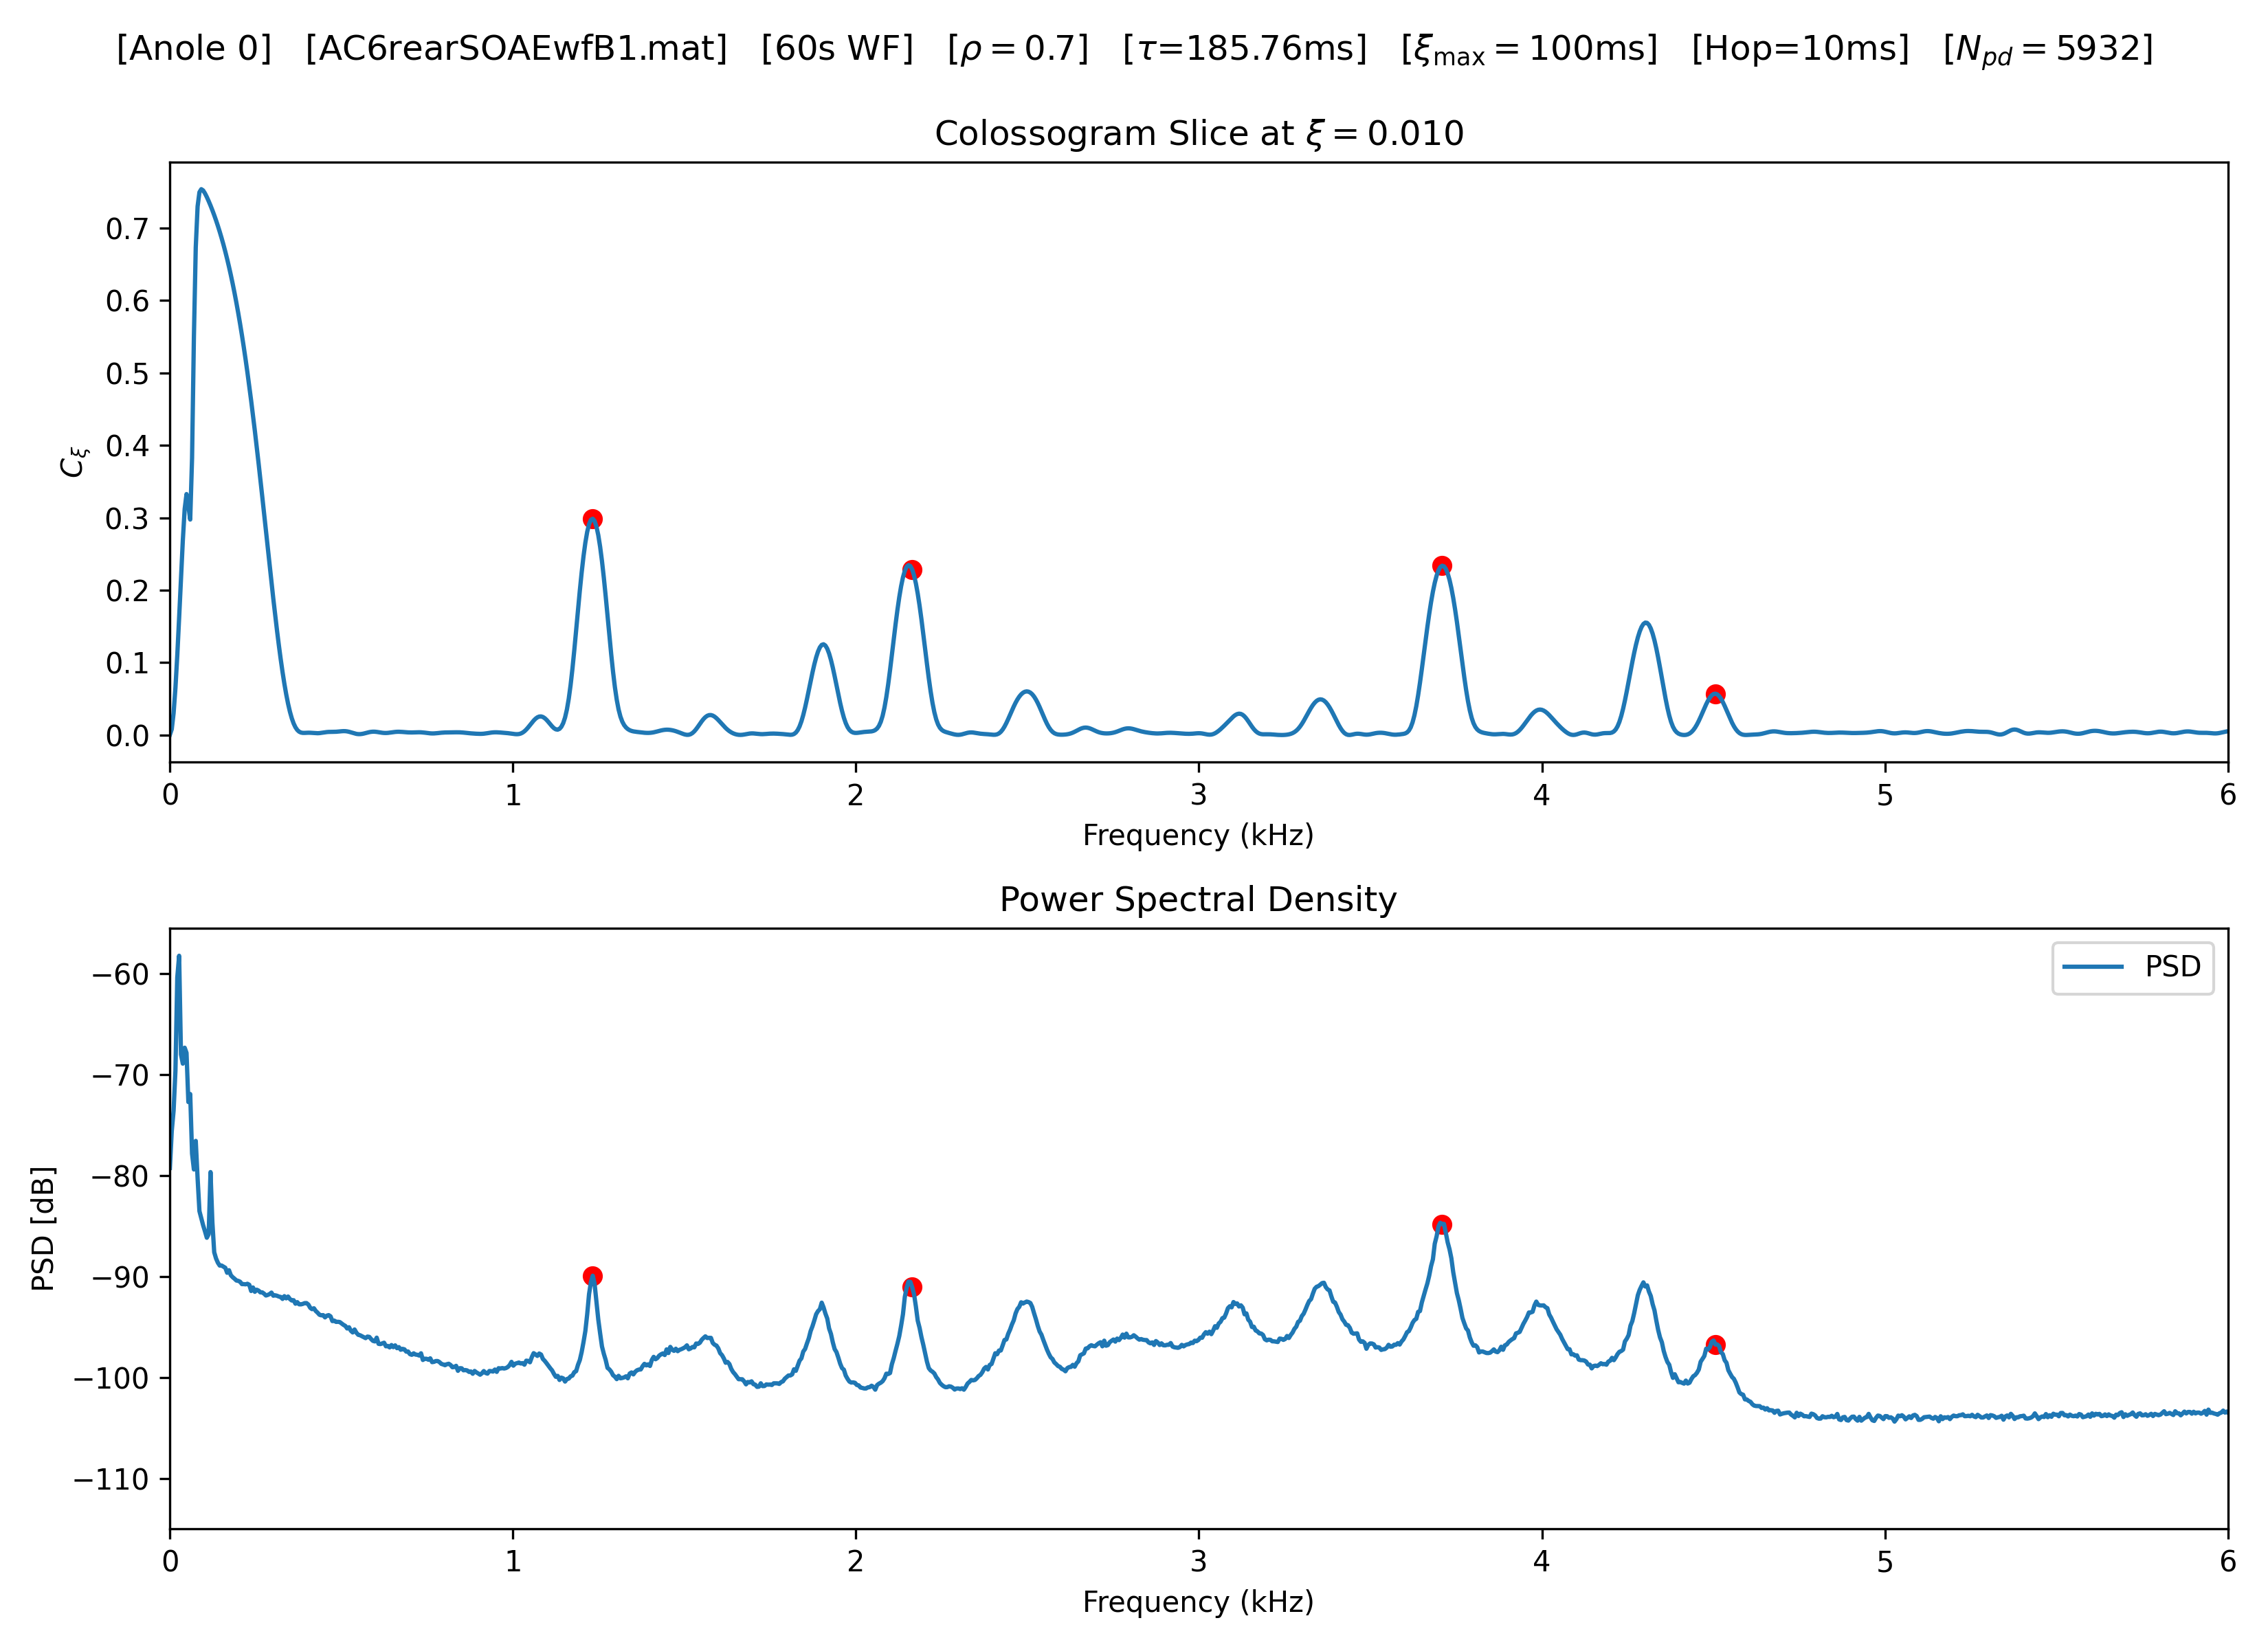 [Anole 0]   [AC6rearSOAEwfB1.mat]   [60s WF]   [ρ = 0.7]   [τ=185.76ms]   [ξmax = 100ms]   [Hop=10ms]   [Npd = 5932]
Colossogram Slice at ξ = 0.010
Cξ
0.7
0.6
0.5
0.4
0.3
0.2
0.1
0.0
0 1 2 3 4 5 6
Frequency (kHz)
Power Spectral Density
PSD
PSD [dB]
−60
−70
−80
−90
−100
−110
0 1 2 3 4 5 6
Frequency (kHz)